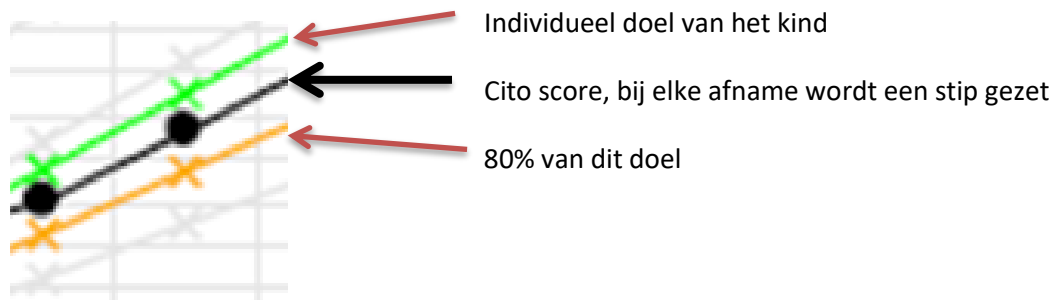 Individueel doel van het kind
Cito score, bij elke afname wordt een stip gezet
80% van dit doel